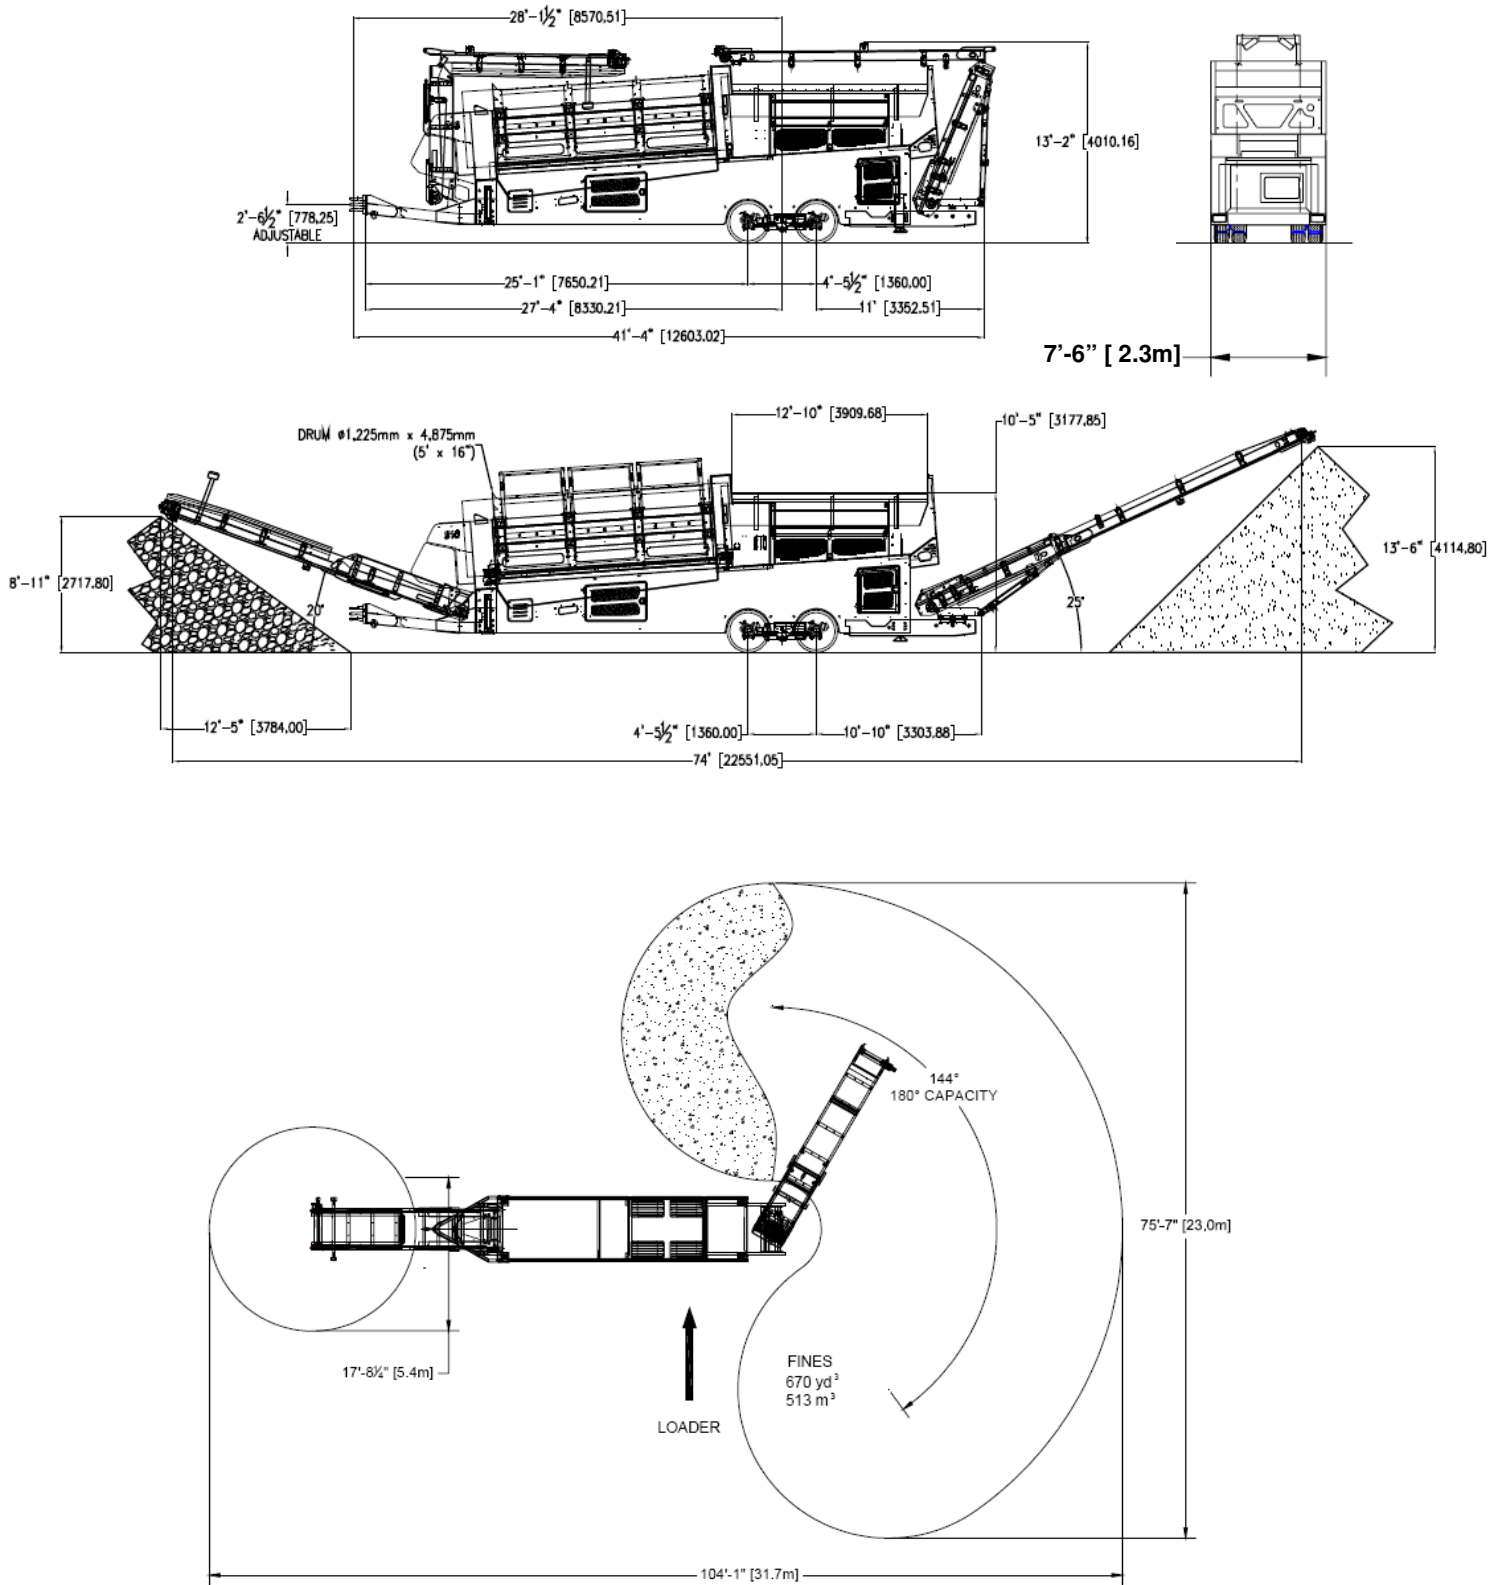 28'-1½" [8570,51]
13'-2" [4010.16]
2'-6½" [778,25]
ADJUSTABLE
25'-1" [7650.21]
4'-5½" [1360,00]
27'-4" [8330.21]
11' [3352.51]
41'-4" [12603.02]
7'-6” [ 2.3m]
12'-10" [3909.68]
10'-5" [3177,85]
DRUM ø1,225mm x 4,875mm
(5' x 16")
8'-11" [2717.80]
13'-6" [4114,80]
20°
25°
12'-5" [3784,00]
4'-5½" [1360.00]
10'-10" [3303,88]
74' [22551,05]
144°
180° CAPACITY
75'-7" [23,0m]
17'-8¼" [5.4m]
FINES
670 yd³
513 m³
LOADER
104'-1" [31.7m]